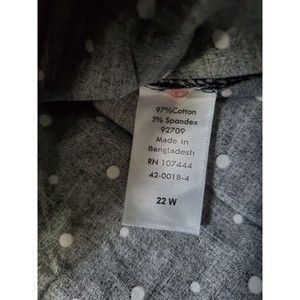 97%Cotton
3% Spandex
92709
Made In
Bangladesh
RN 107444
42-0018-4
22 W